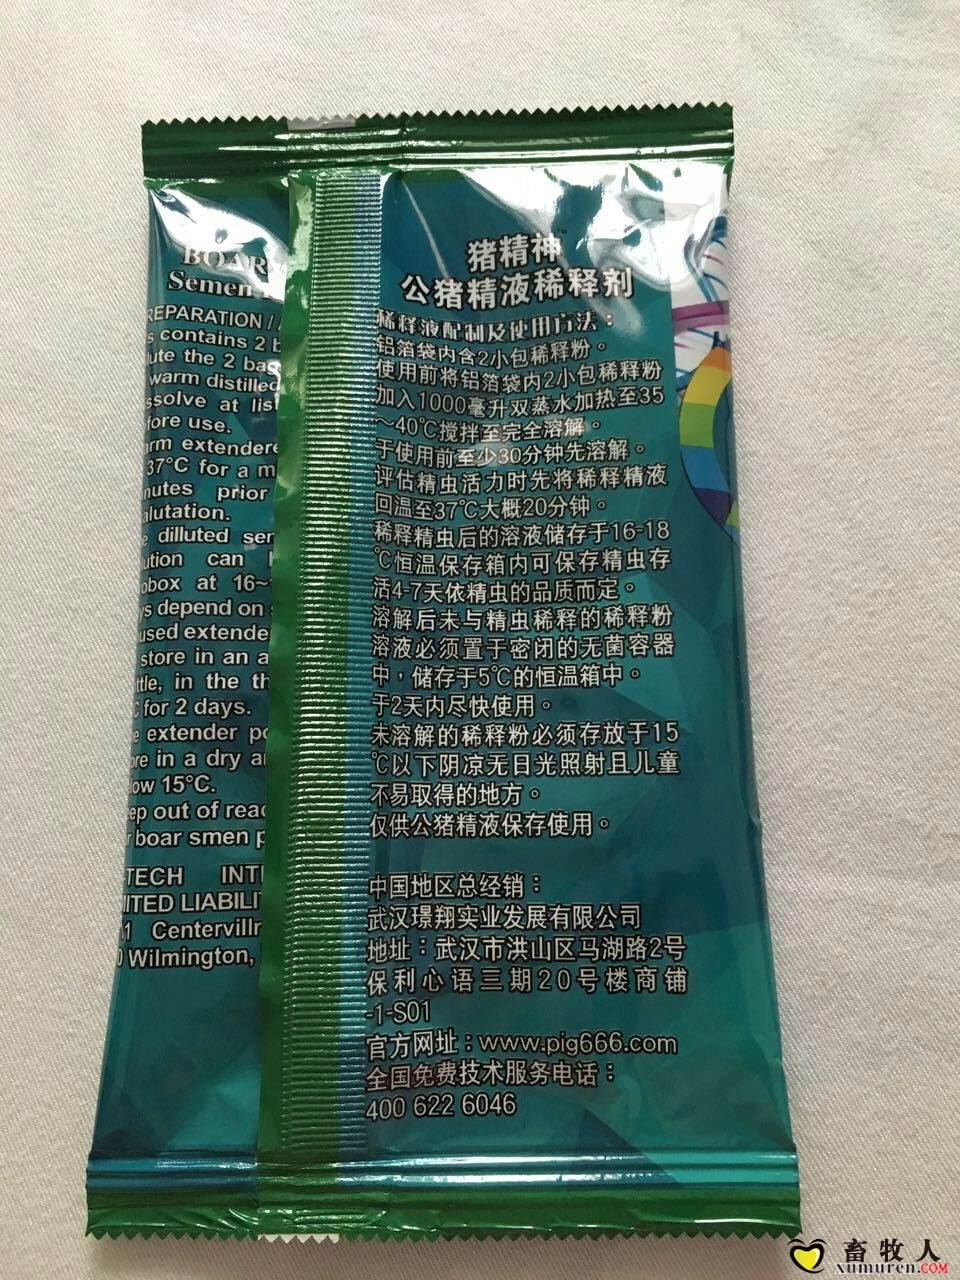 BOAR
Semen
REPARATION /
s contains 2 b
lute the 2 bag
warm distilled
ssolve at list
fore use.
arm extendere
37°C for a m
nutes prior
alutation.
e dilluted ser
lution can
obox at 16~
ys depend on
used extende
store in an a
ttle, in the th
C for 2 days.
e extender po
ore in a dry a
low 15°C.
eep out of reac
r boar smen p
TECH INTE
MITED LIABILI
01 Centervillr
0 Wilmington,
猪精神™
公猪精液稀释剂
稀释液配制及使用方法：
铝箔袋内含2小包稀释粉。
使用前将铝箔袋内2小包稀释粉
加入1000毫升双蒸水加热至35
～40℃搅拌至完全溶解。
于使用前至少30分钟先溶解。
评估精虫活力时先将稀释精液
回温至37℃大概20分钟。
稀释精虫后的溶液储存于16-18
℃恒温保存箱内可保存精虫存
活4-7天依精虫的品质而定。
溶解后未与精虫稀释的稀释粉
溶液必须置于密闭的无菌容器
中，储存于5℃的恒温箱中。
于2天内尽快使用。
未溶解的稀释粉必须存放于15
℃以下阴凉无日光照射且儿童
不易取得的地方。
仅供公猪精液保存使用。
中国地区总经销：
武汉璟翔实业发展有限公司
地址：武汉市洪山区马湖路2号
保利心语三期20号楼商铺
-1-S01
官方网址：www.pig666.com
全国免费技术服务电话：
400 622 6046
畜牧人
xumuren.COM